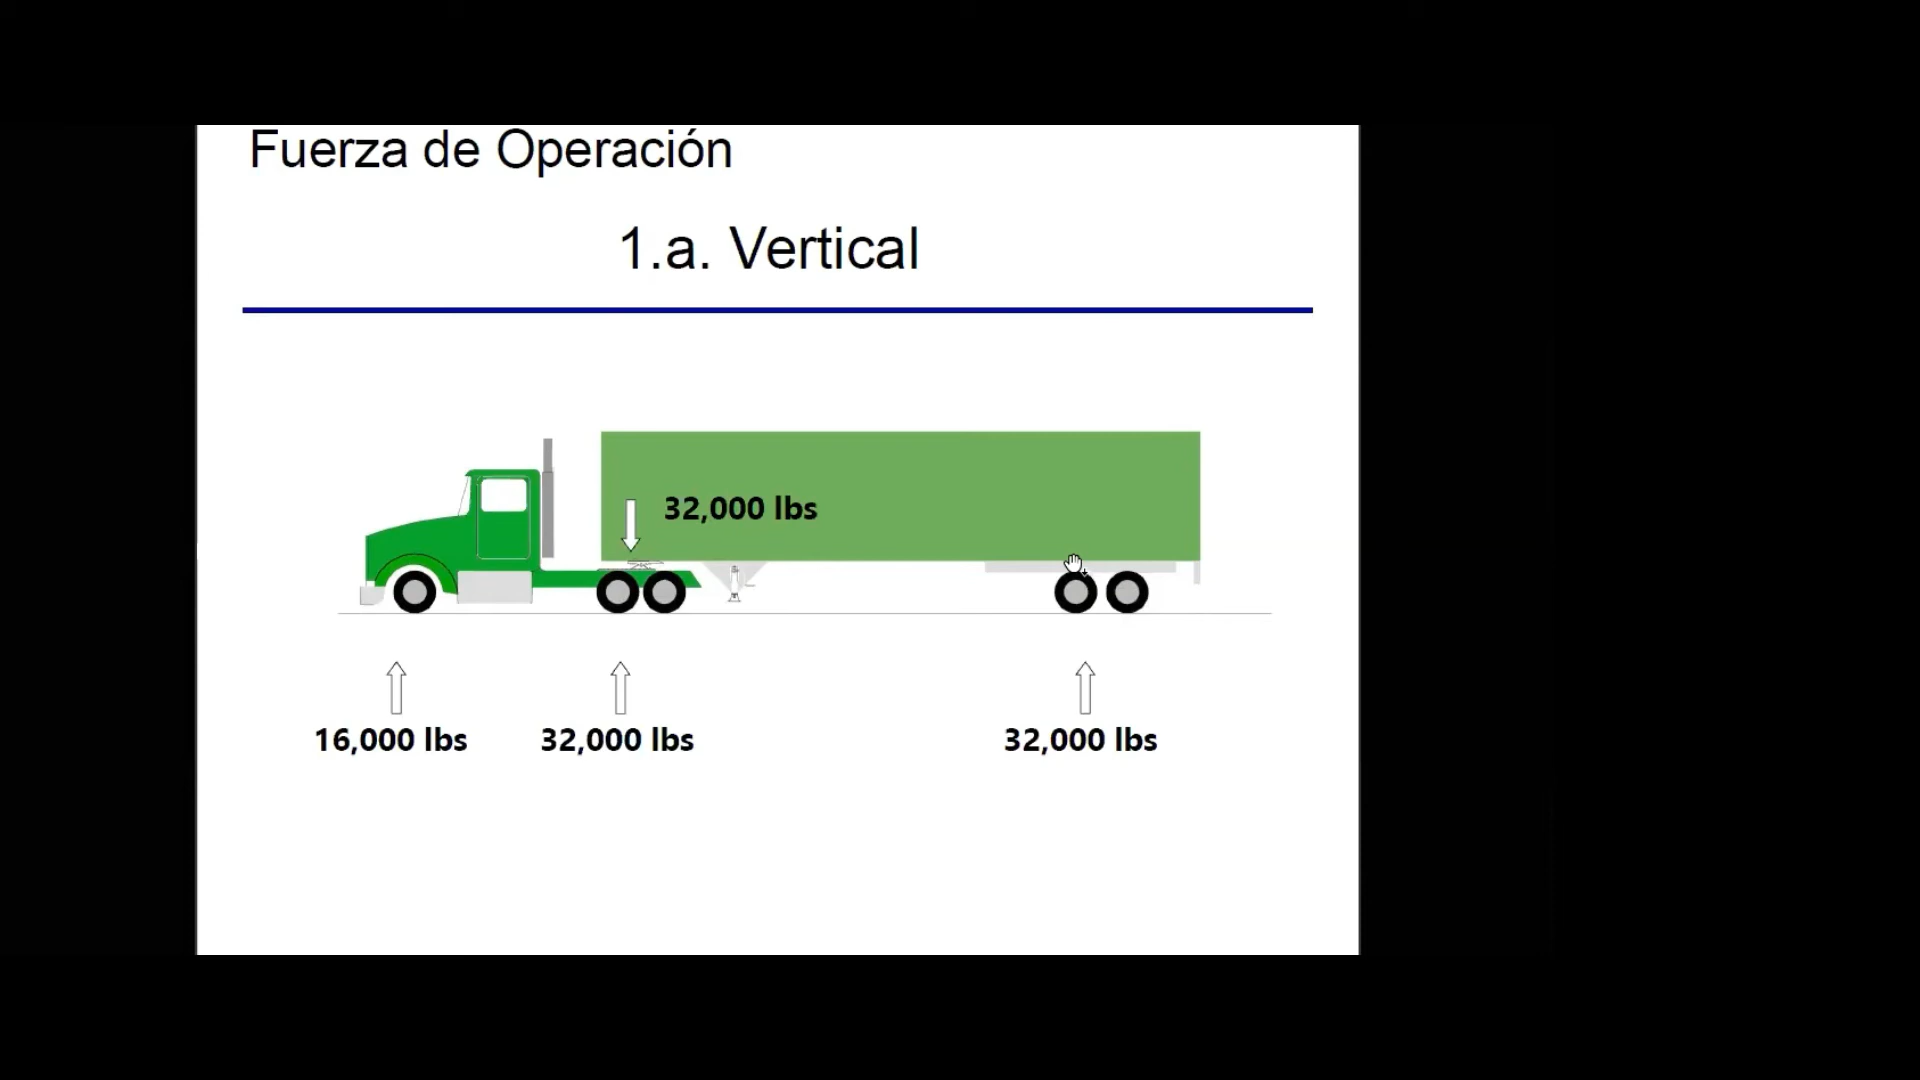 Fuerza de Operación
1.a. Vertical
32,000 lbs
16,000 lbs
32,000 lbs
32,000 lbs